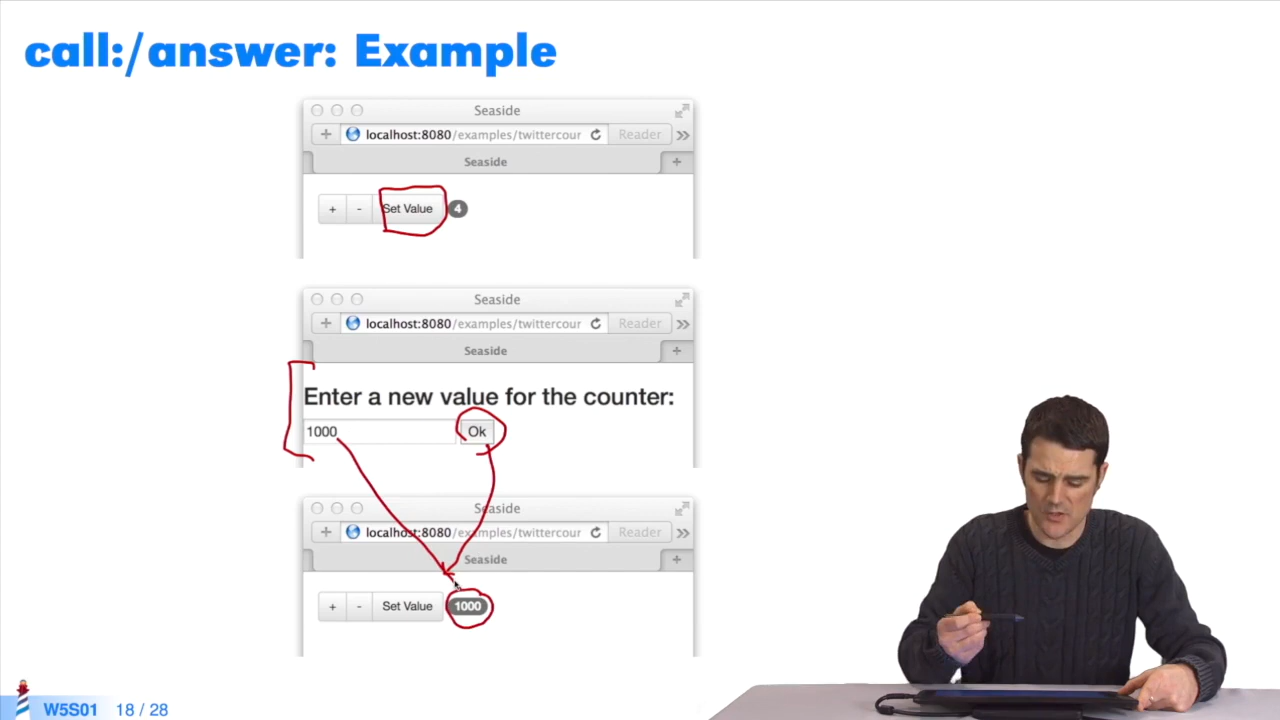 call:/answer: Example
Seaside
+ localhost:8080/examples/twittercour Reader »
Seaside +
+ - Set Value 4
Seaside
+ localhost:8080/examples/twittercour Reader »
Seaside +
Enter a new value for the counter:
1000 Ok
Seaside
+ localhost:8080/examples/twittercour Reader »
Seaside +
+ - Set Value 1000
W5S01 18 / 28